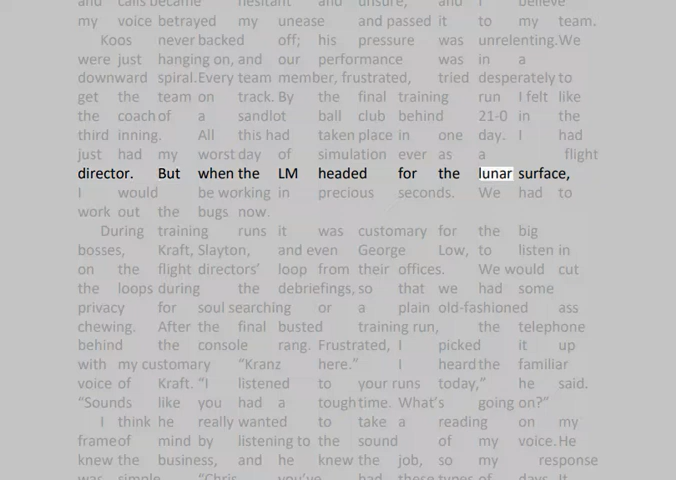 and calls became hesitant and unsure, and I believe
my voice betrayed my unease and passed it to my team.
Koos never backed off; his pressure was unrelenting.We
were just hanging on, and our performance was in a
downward spiral.Every team member, frustrated, tried desperately to
get the team on track. By the final training run I felt like
the coach of a sandlot ball club behind 21-0 in the
third inning. All this had taken place in one day. I had
just had my worst day of simulation ever as a flight
director. But when the LM headed for the lunar surface,
I would be working in precious seconds. We had to
work out the bugs now.
During training runs it was customary for the big
bosses, Kraft, Slayton, and even George Low, to listen in
on the flight directors’ loop from their offices. We would cut
the loops during the debriefings, so that we had some
privacy for soul searching or a plain old-fashioned ass
chewing. After the final busted training run, the telephone
behind the console rang. Frustrated, I picked it up
with my customary “Kranz here.” I heard the familiar
voice of Kraft. “I listened to your runs today,” he said.
“Sounds like you had a tough time. What’s going on?”
I think he really wanted to take a reading on my
frame of mind by listening to the sound of my voice. He
knew the business, and he knew the job, so my response
was simple. “Chris, you’ve had these types of days. It